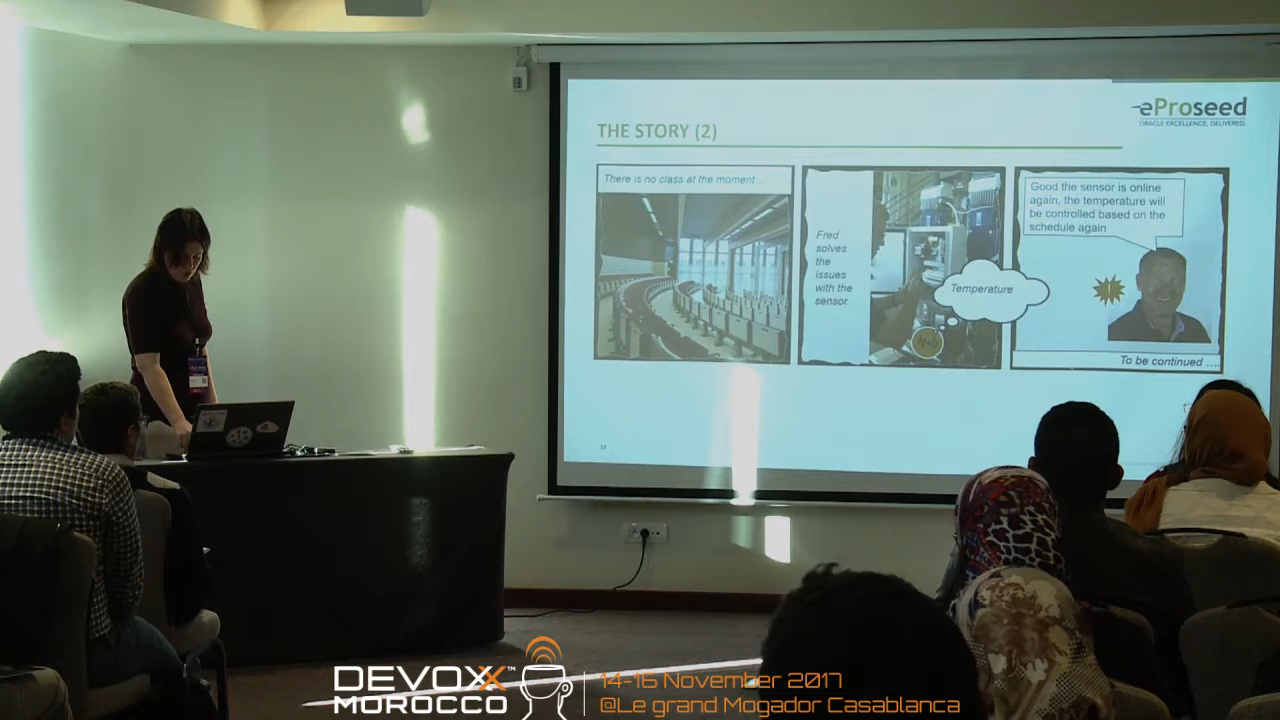 eProseed
ORACLE EXCELLENCE, DELIVERED.
THE STORY (2)
There is no class at the moment...
Fred
solves
the
issues
with the
sensor.
Temperature
Good the sensor is online
again, the temperature will
be controlled based on the
schedule again
To be continued ....
DEVOXX™
MOROCCO
14-16 November 2017
@Le grand Mogador Casablanca